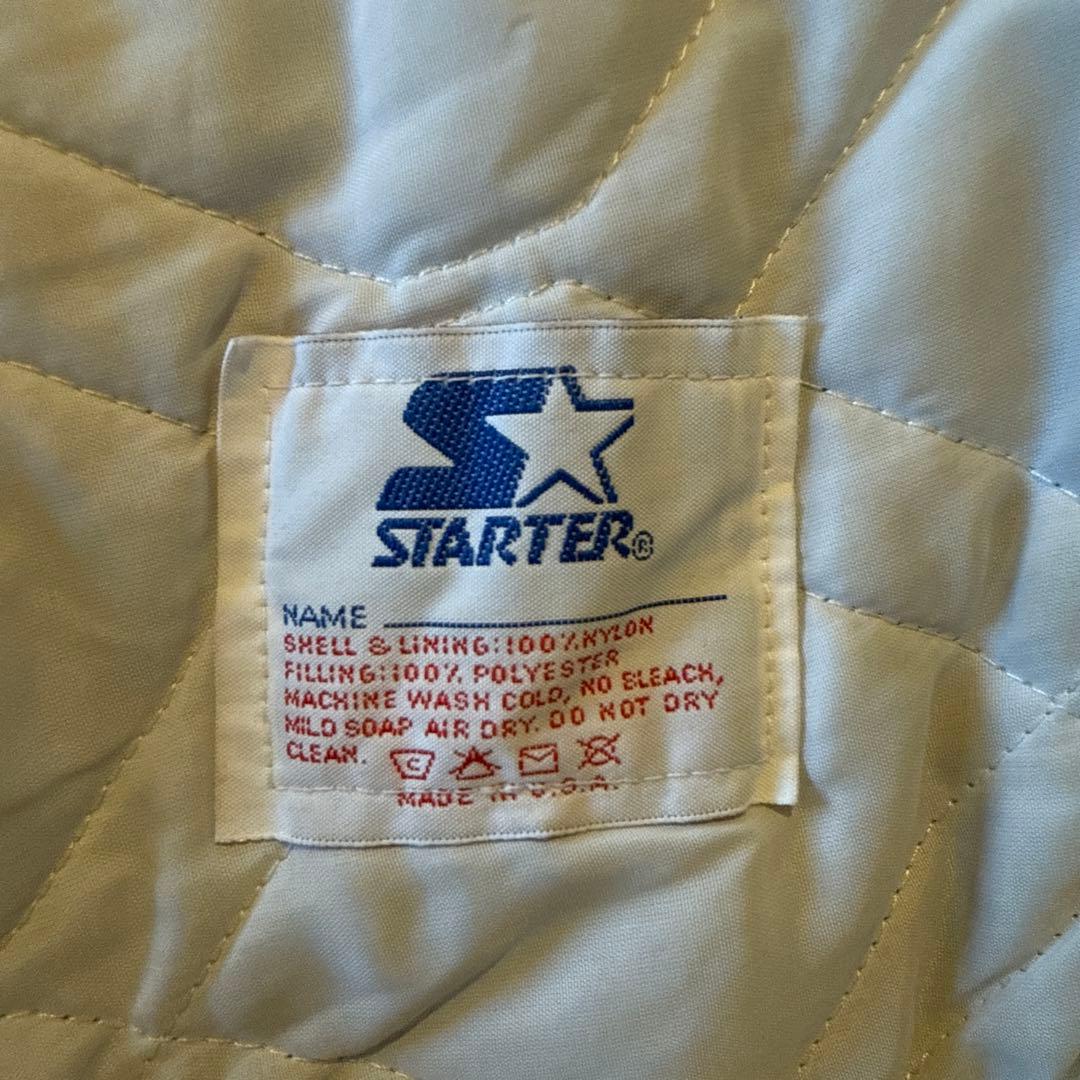 STARTER®
NAME
SHELL & LINING:100%NYLON
FILLING:100% POLYESTER
MACHINE WASH COLD, NO BLEACH,
MILD SOAP AIR DRY. DO NOT DRY
CLEAN. C
MADE IN U.S.A.